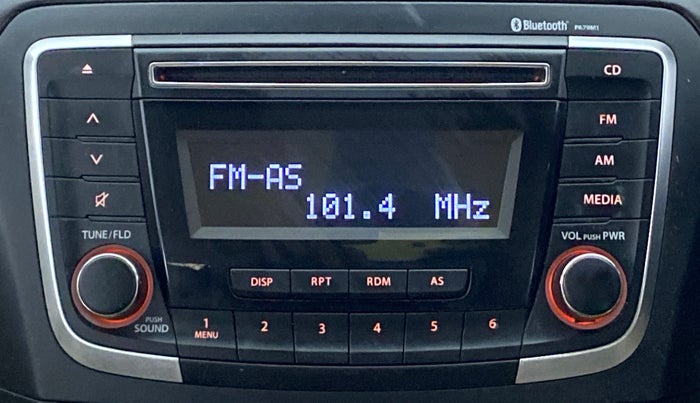 Bluetooth PA79M1
CD
FM
FM-AS
AM
101.4 MHz
MEDIA
TUNE/FLD
VOL PUSH PWR
DISP RPT RDM AS
PUSH SOUND
1 MENU 2 3 4 5 6